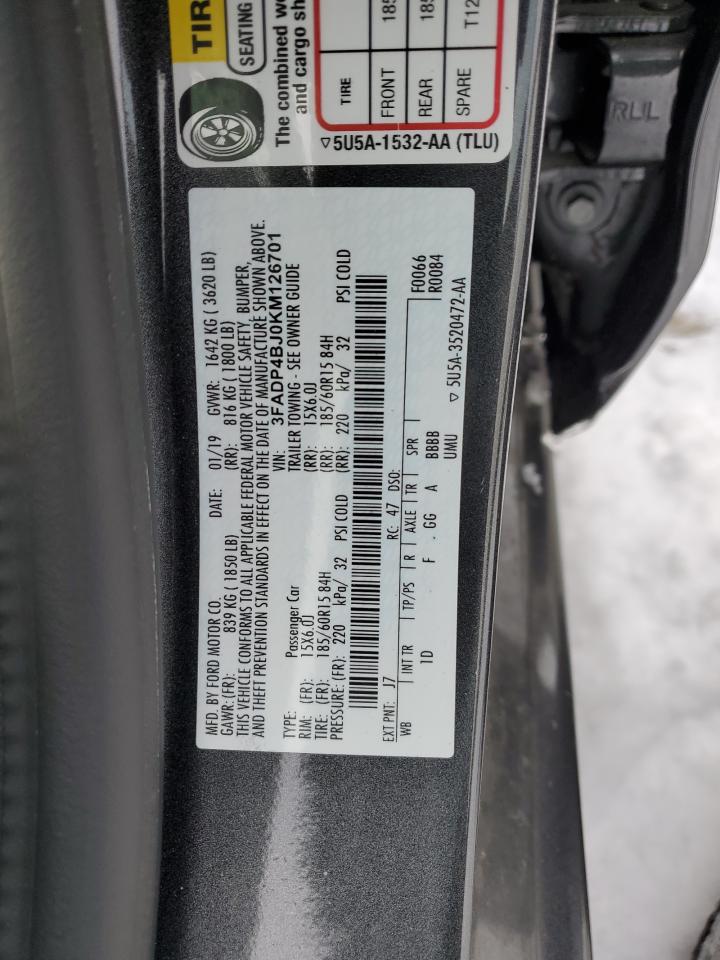 TIR
SEATING
The combined we
and cargo sh
TIRE
FRONT 185
REAR 185
SPARE T12
5U5A-1532-AA (TLU)
RLIL
MFD. BY FORD MOTOR CO. DATE: 01/19 GVWR: 1642 KG ( 3620 LB)
GAWR:(FR): 839 KG ( 1850 LB) (RR): 816 KG ( 1800 LB)
THIS VEHICLE CONFORMS TO ALL APPLICABLE FEDERAL MOTOR VEHICLE SAFETY, BUMPER,
AND THEFT PREVENTION STANDARDS IN EFFECT ON THE DATE OF MANUFACTURE SHOWN ABOVE.
VIN: 3FADP4BJ0KM126701
TYPE: Passenger Car TRAILER TOWING - SEE OWNER GUIDE
RIM: (FR): 15X6.0J (RR): 15X6.0J
TIRE: (FR): 185/60R15 84H (RR): 185/60R15 84H
PRESSURE: (FR): 220 kPa/ 32 PSI COLD (RR): 220 kPa/ 32 PSI COLD
EXT PNT: J7 RC: 47 DSO: F0066
WB INT TR TP/PS R AXLE TR SPR R0084
1D F GG A BBBB
UMU 5U5A-3520472-AA